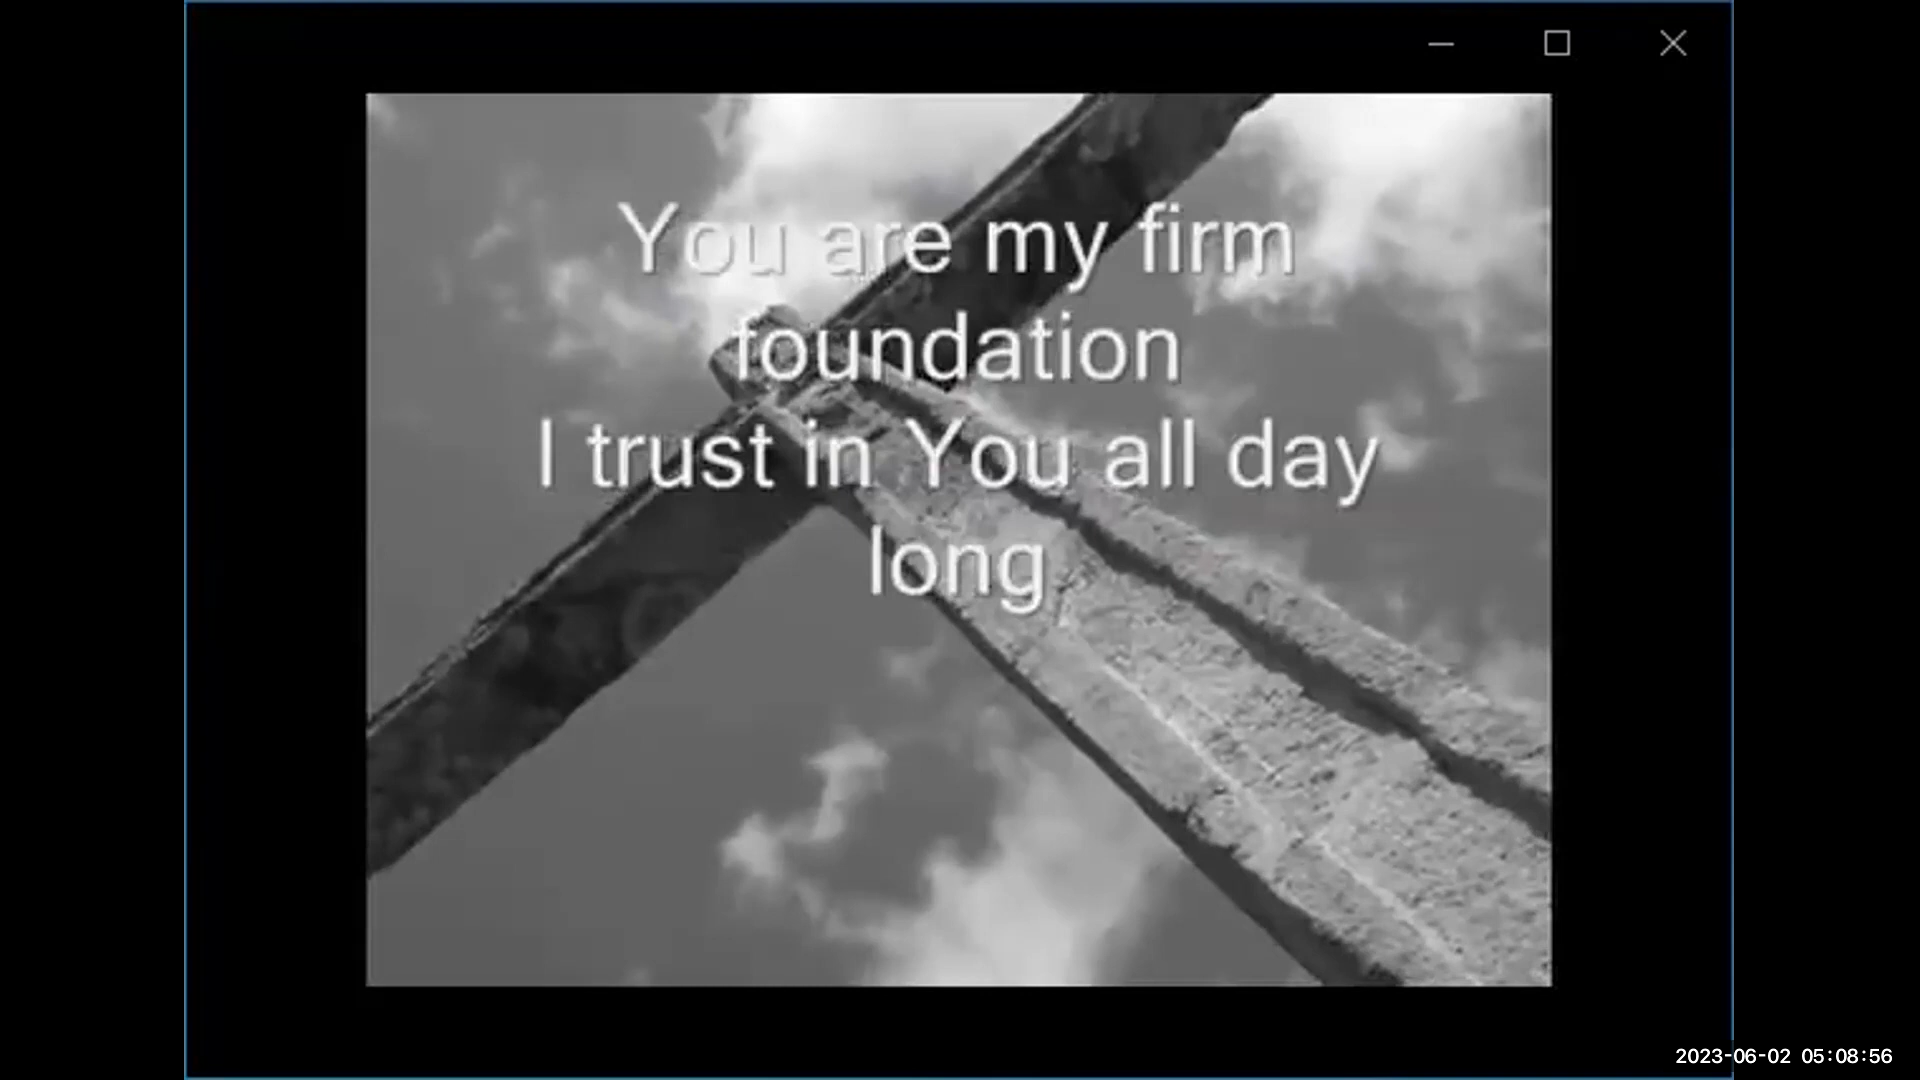 You are my firm
foundation
I trust in You all day
long
2023-06-02 05:08:56